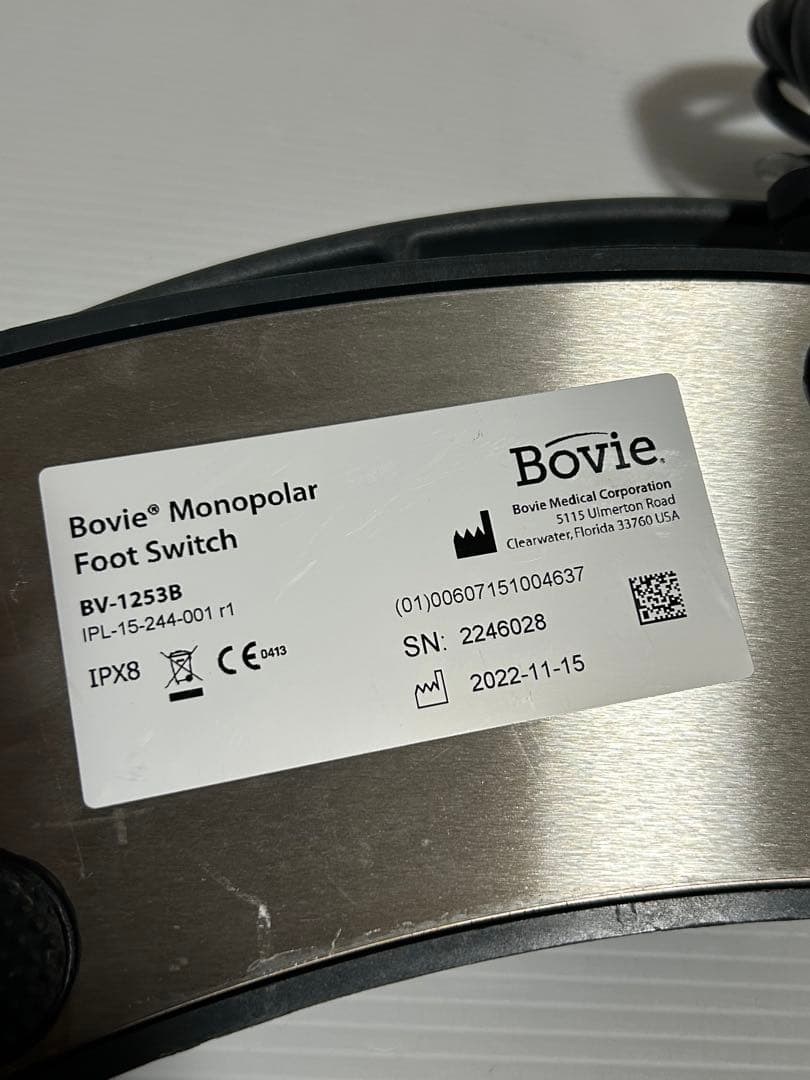 Bovie® Monopolar
Foot Switch
BV-1253B
IPL-15-244-001 r1
IPX8
CE 0413
Bovie®
Bovie Medical Corporation
5115 Ulmerton Road
Clearwater, Florida 33760 USA
(01)00607151004637
SN: 2246028
2022-11-15